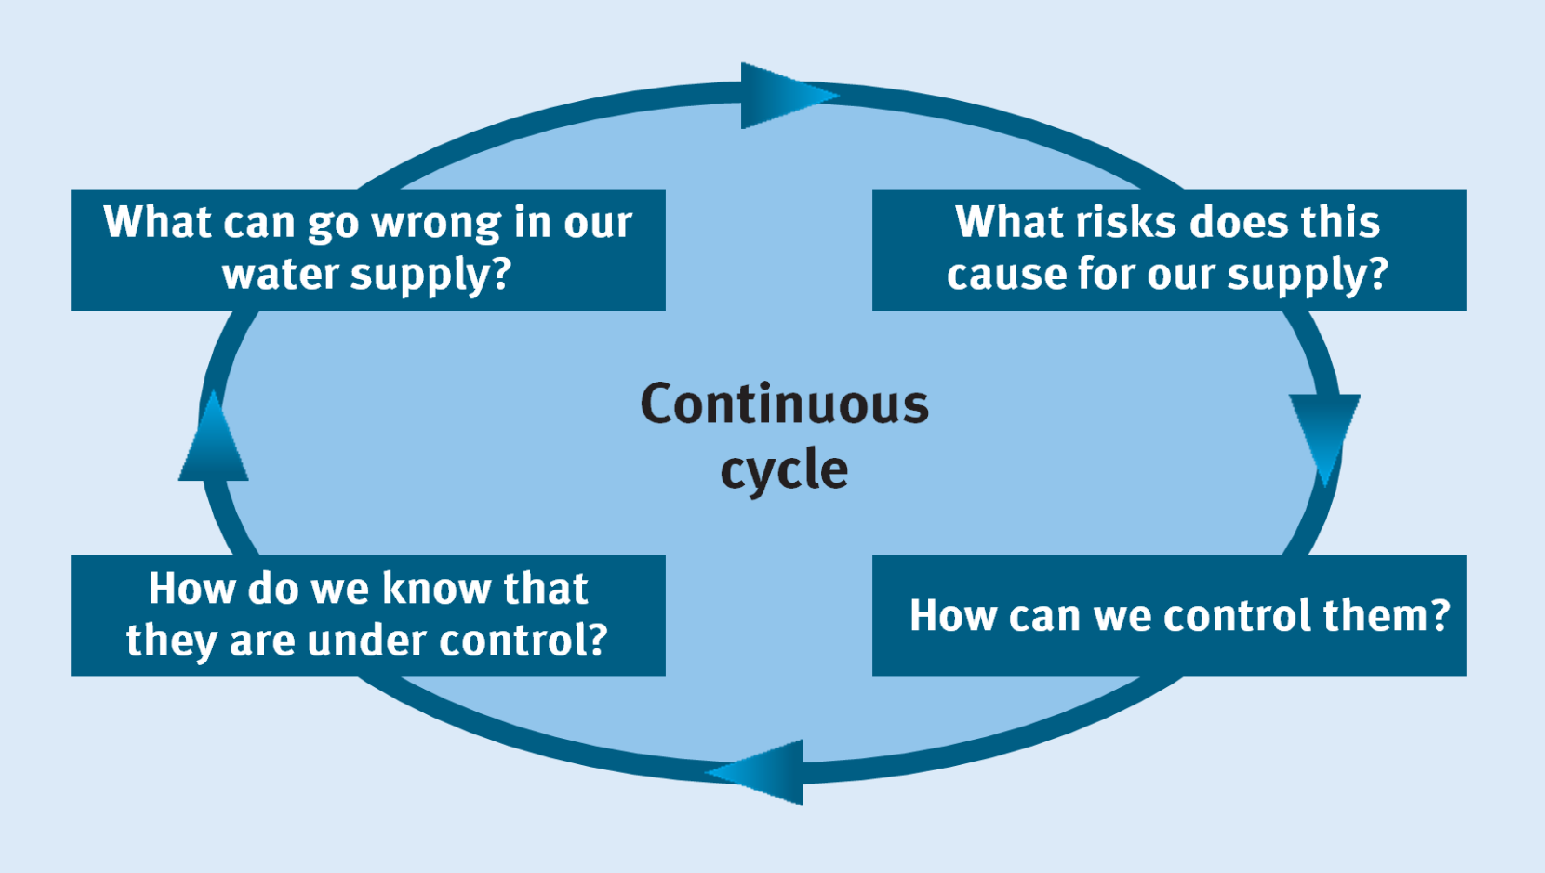 What can go wrong in our
water supply?
What risks does this
cause for our supply?
Continuous
cycle
How do we know that
they are under control?
How can we control them?